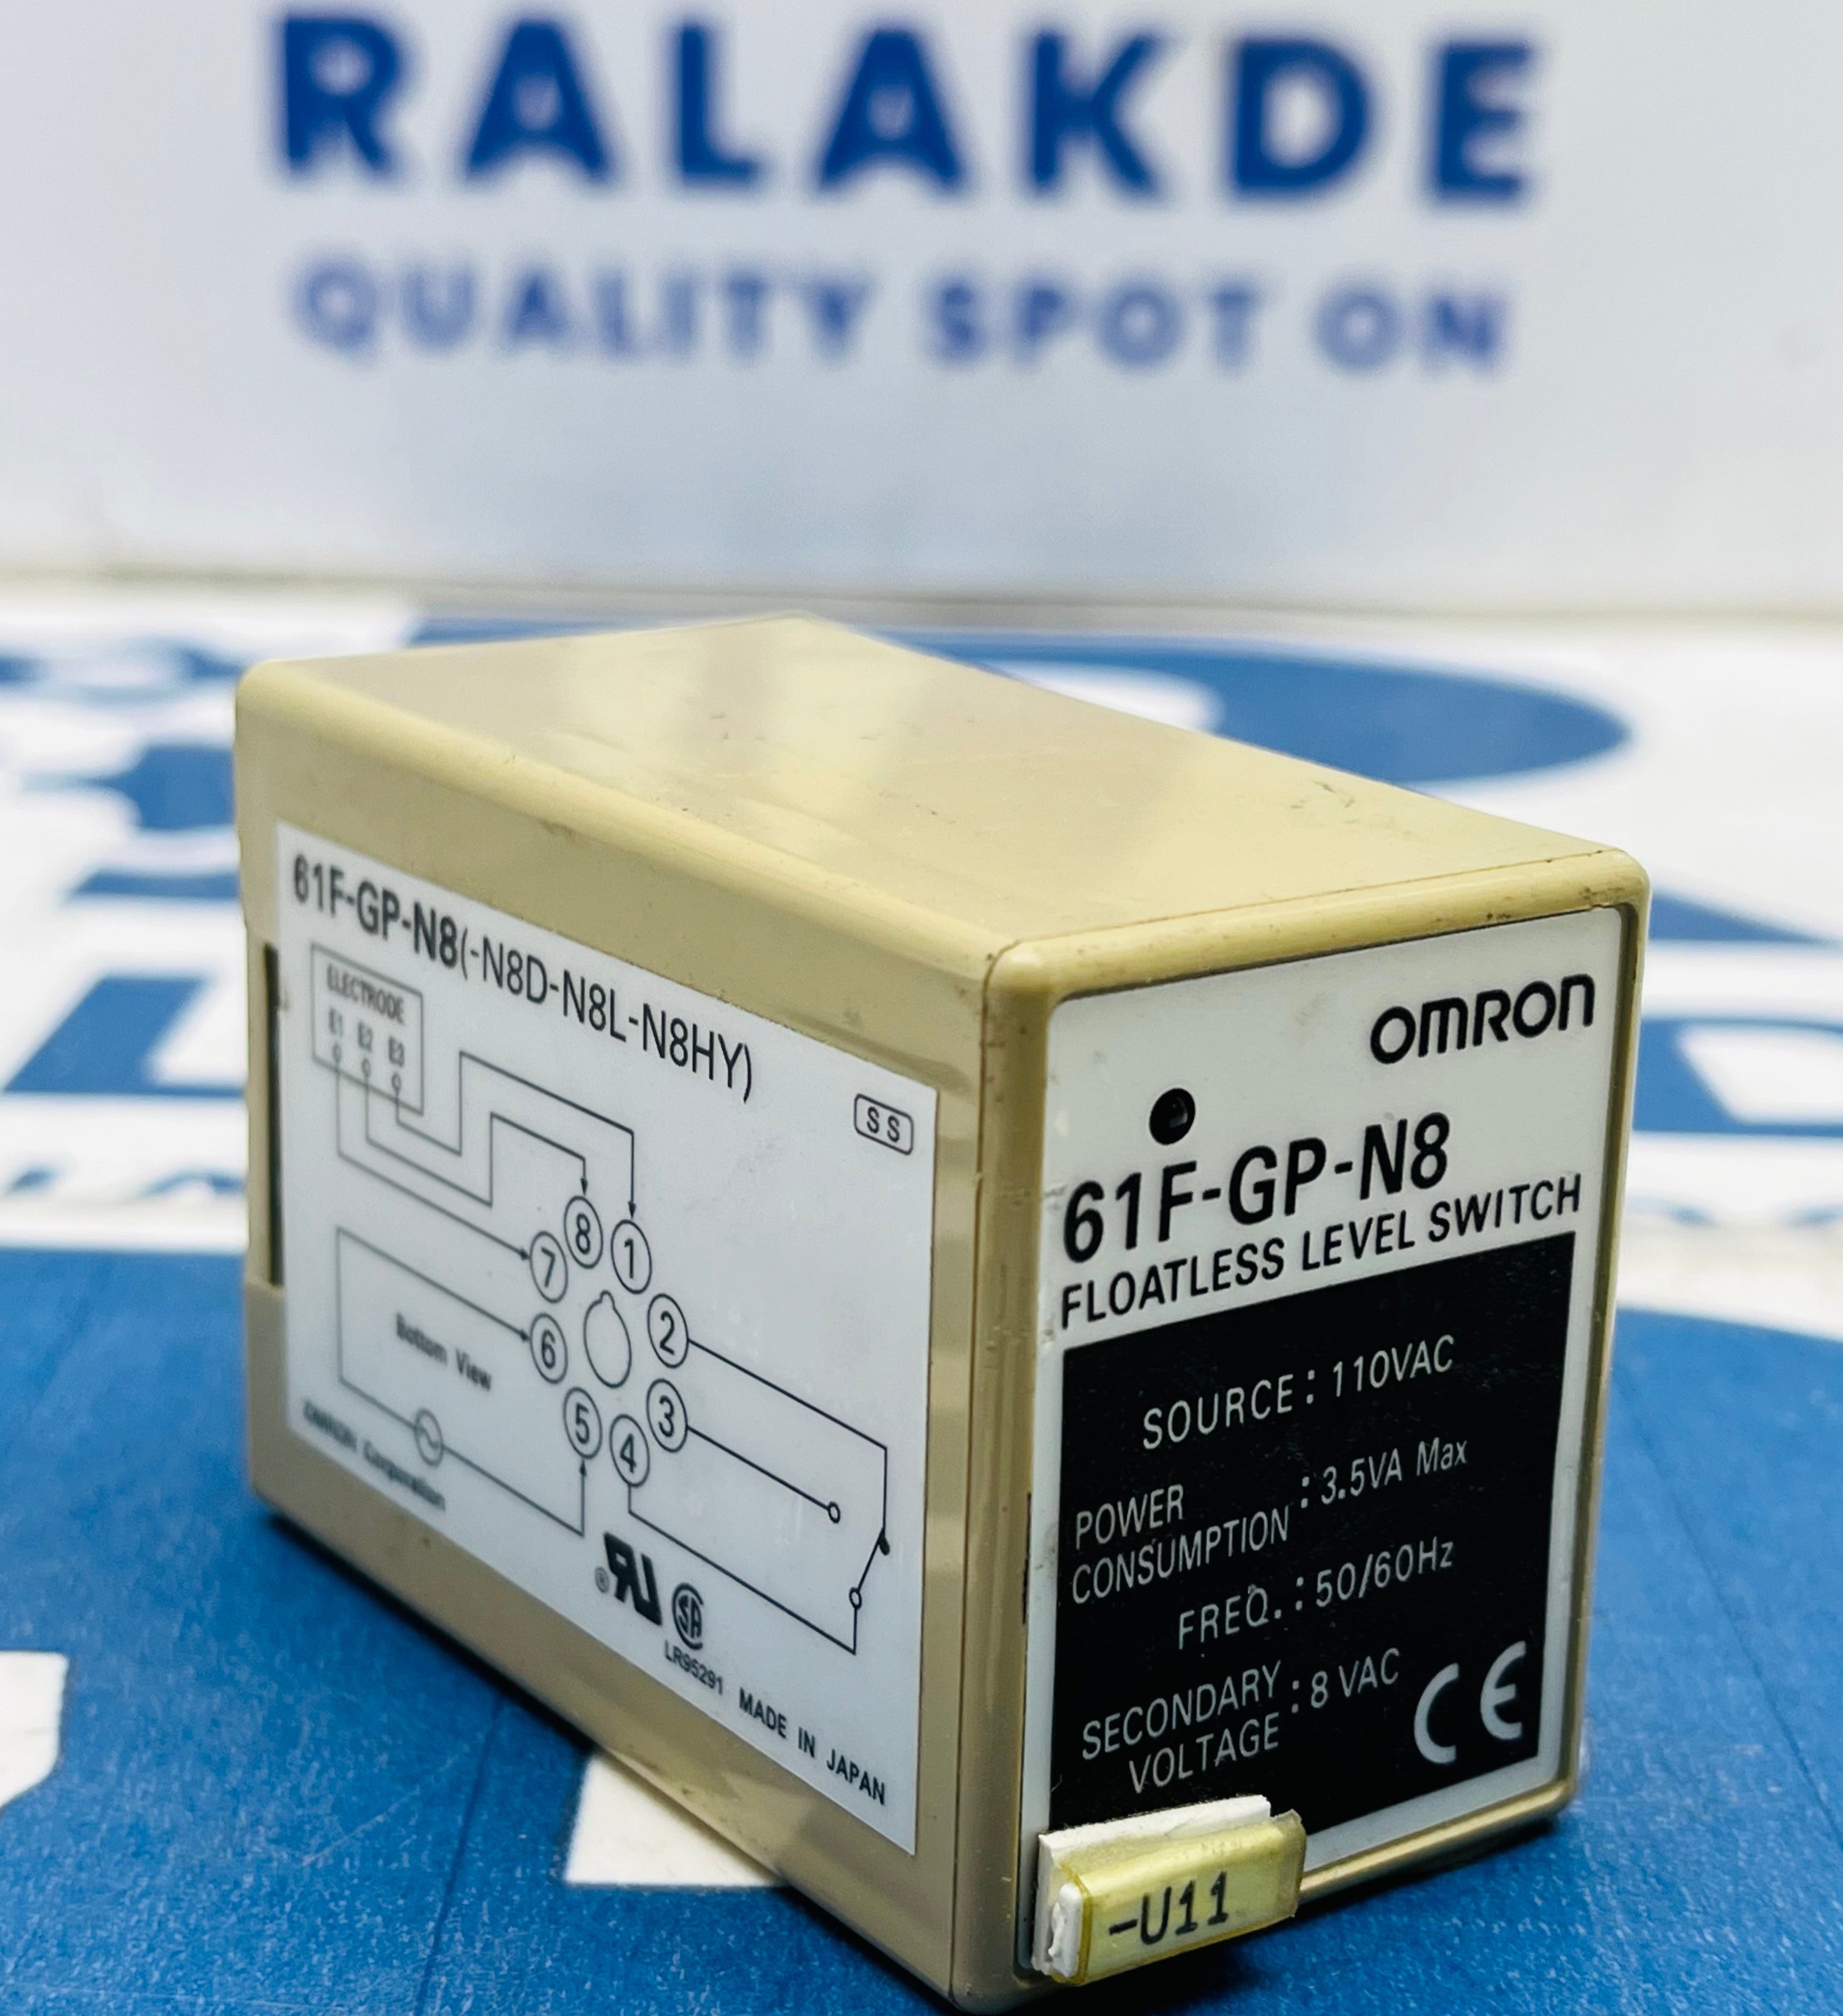 RALAKDE
QUALITY SPOT ON
61F-GP-N8(-N8D-N8L-N8HY)
ELECTRODE
E1 E2 E3
SS
8
1
7
2
6
3
5
4
Bottom View
OMRON Corporation
®
SA
LR95291 MADE IN JAPAN
OMRON
61F-GP-N8
FLOATLESS LEVEL SWITCH
SOURCE : 110VAC
POWER
CONSUMPTION : 3.5VA Max
FREQ. : 50/60Hz
SECONDARY
VOLTAGE : 8 VAC
CE
-U11